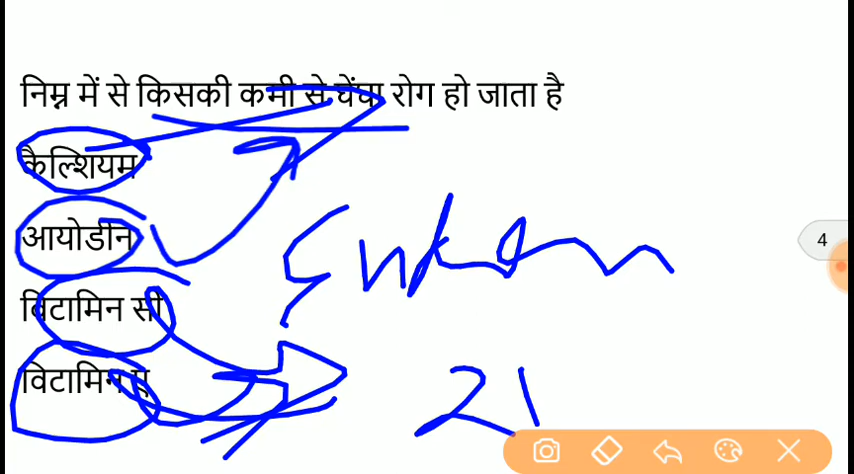 निम्न में से किसकी कमी से घेंघा रोग हो जाता है
कैल्शियम
आयोडीन
4
विटामिन सी
विटामिन ए
21